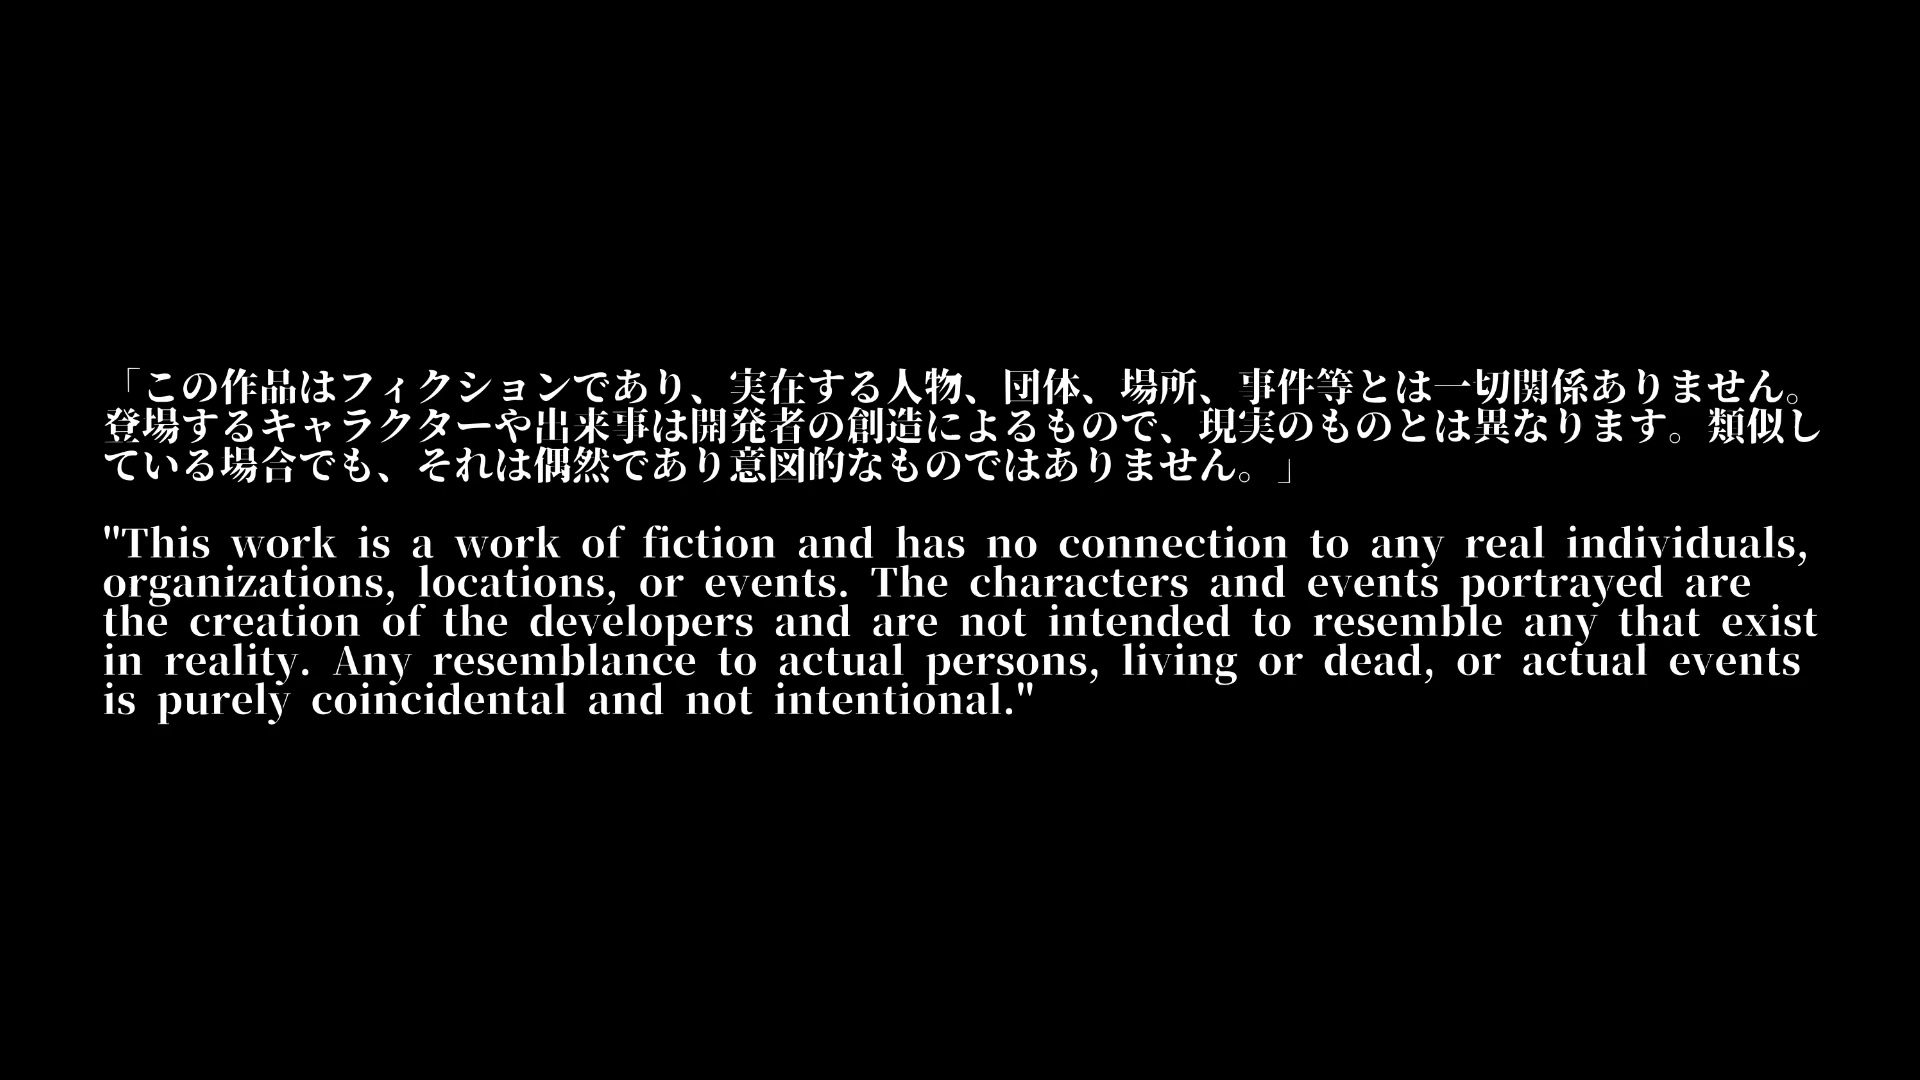 「この作品はフィクションであり、実在する人物、団体、場所、事件等とは一切関係ありません。
登場するキャラクターや出来事は開発者の創造によるもので、現実のものとは異なります。類似し
ている場合でも、それは偶然であり意図的なものではありません。」
"This work is a work of fiction and has no connection to any real individuals,
organizations, locations, or events. The characters and events portrayed are
the creation of the developers and are not intended to resemble any that exist
in reality. Any resemblance to actual persons, living or dead, or actual events
is purely coincidental and not intentional."